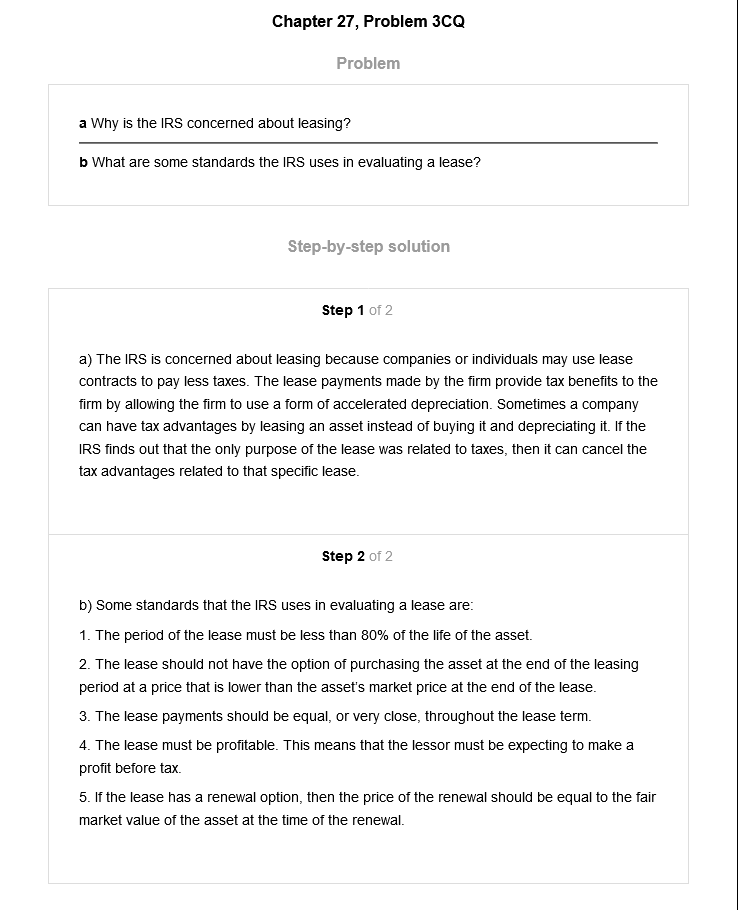 Chapter 27, Problem 3CQ
Problem
a Why is the IRS concerned about leasing?
b What are some standards the IRS uses in evaluating a lease?
Step-by-step solution
Step 1 of 2
a) The IRS is concerned about leasing because companies or individuals may use lease
contracts to pay less taxes. The lease payments made by the firm provide tax benefits to the
firm by allowing the firm to use a form of accelerated depreciation. Sometimes a company
can have tax advantages by leasing an asset instead of buying it and depreciating it. If the
IRS finds out that the only purpose of the lease was related to taxes, then it can cancel the
tax advantages related to that specific lease.
Step 2 of 2
b) Some standards that the IRS uses in evaluating a lease are:
1. The period of the lease must be less than 80% of the life of the asset.
2. The lease should not have the option of purchasing the asset at the end of the leasing
period at a price that is lower than the asset's market price at the end of the lease.
3. The lease payments should be equal, or very close, throughout the lease term.
4. The lease must be profitable. This means that the lessor must be expecting to make a
profit before tax.
5. If the lease has a renewal option, then the price of the renewal should be equal to the fair
market value of the asset at the time of the renewal.